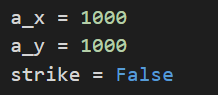 a_x = 1000
a_y = 1000
strike = False